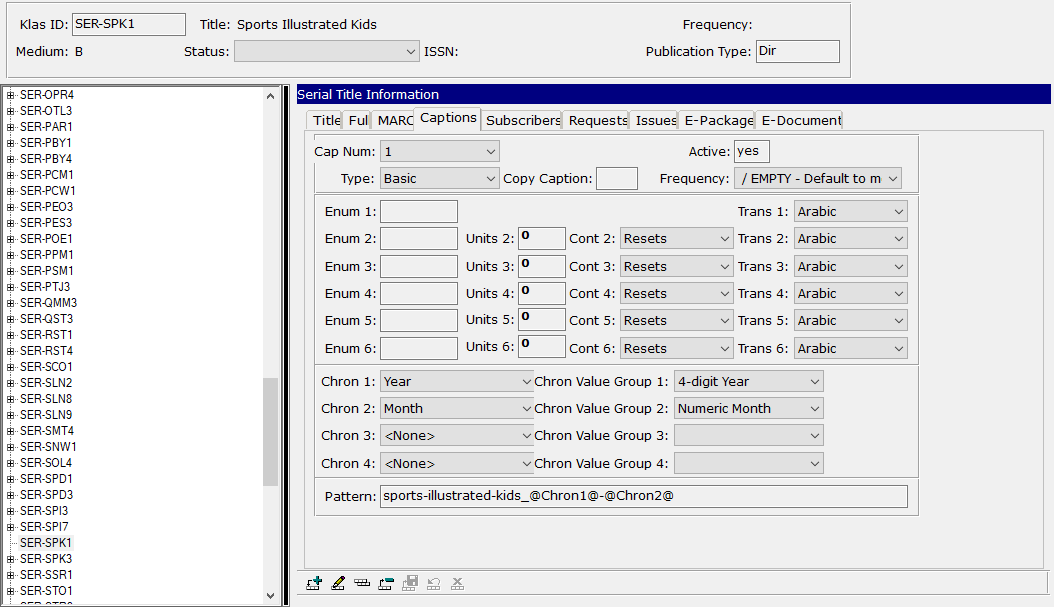 Klas ID: SER-SPK1 Title: Sports Illustrated Kids Frequency:
Medium: B Status: ISSN: Publication Type: Dir
SER-OPR4
SER-OTL3
SER-PAR1
SER-PBY1
SER-PBY4
SER-PCM1
SER-PCW1
SER-PEO3
SER-PES3
SER-POE1
SER-PPM1
SER-PSM1
SER-PTJ3
SER-QMM3
SER-QST3
SER-RST1
SER-RST4
SER-SCO1
SER-SLN2
SER-SLN8
SER-SLN9
SER-SMT4
SER-SNW1
SER-SOL4
SER-SPD1
SER-SPD3
SER-SPI3
SER-SPI7
SER-SPK1
SER-SPK3
SER-SSR1
SER-STO1
Serial Title Information
Title Ful MARC Captions Subscribers Requests Issues E-Package E-Document
Cap Num: 1 Active: yes
Type: Basic Copy Caption: Frequency: / EMPTY - Default to m
Enum 1: Trans 1: Arabic
Enum 2: Units 2: 0 Cont 2: Resets Trans 2: Arabic
Enum 3: Units 3: 0 Cont 3: Resets Trans 3: Arabic
Enum 4: Units 4: 0 Cont 4: Resets Trans 4: Arabic
Enum 5: Units 5: 0 Cont 5: Resets Trans 5: Arabic
Enum 6: Units 6: 0 Cont 6: Resets Trans 6: Arabic
Chron 1: Year Chron Value Group 1: 4-digit Year
Chron 2: Month Chron Value Group 2: Numeric Month
Chron 3: <None> Chron Value Group 3:
Chron 4: <None> Chron Value Group 4:
Pattern: sports-illustrated-kids_@Chron1@-@Chron2@